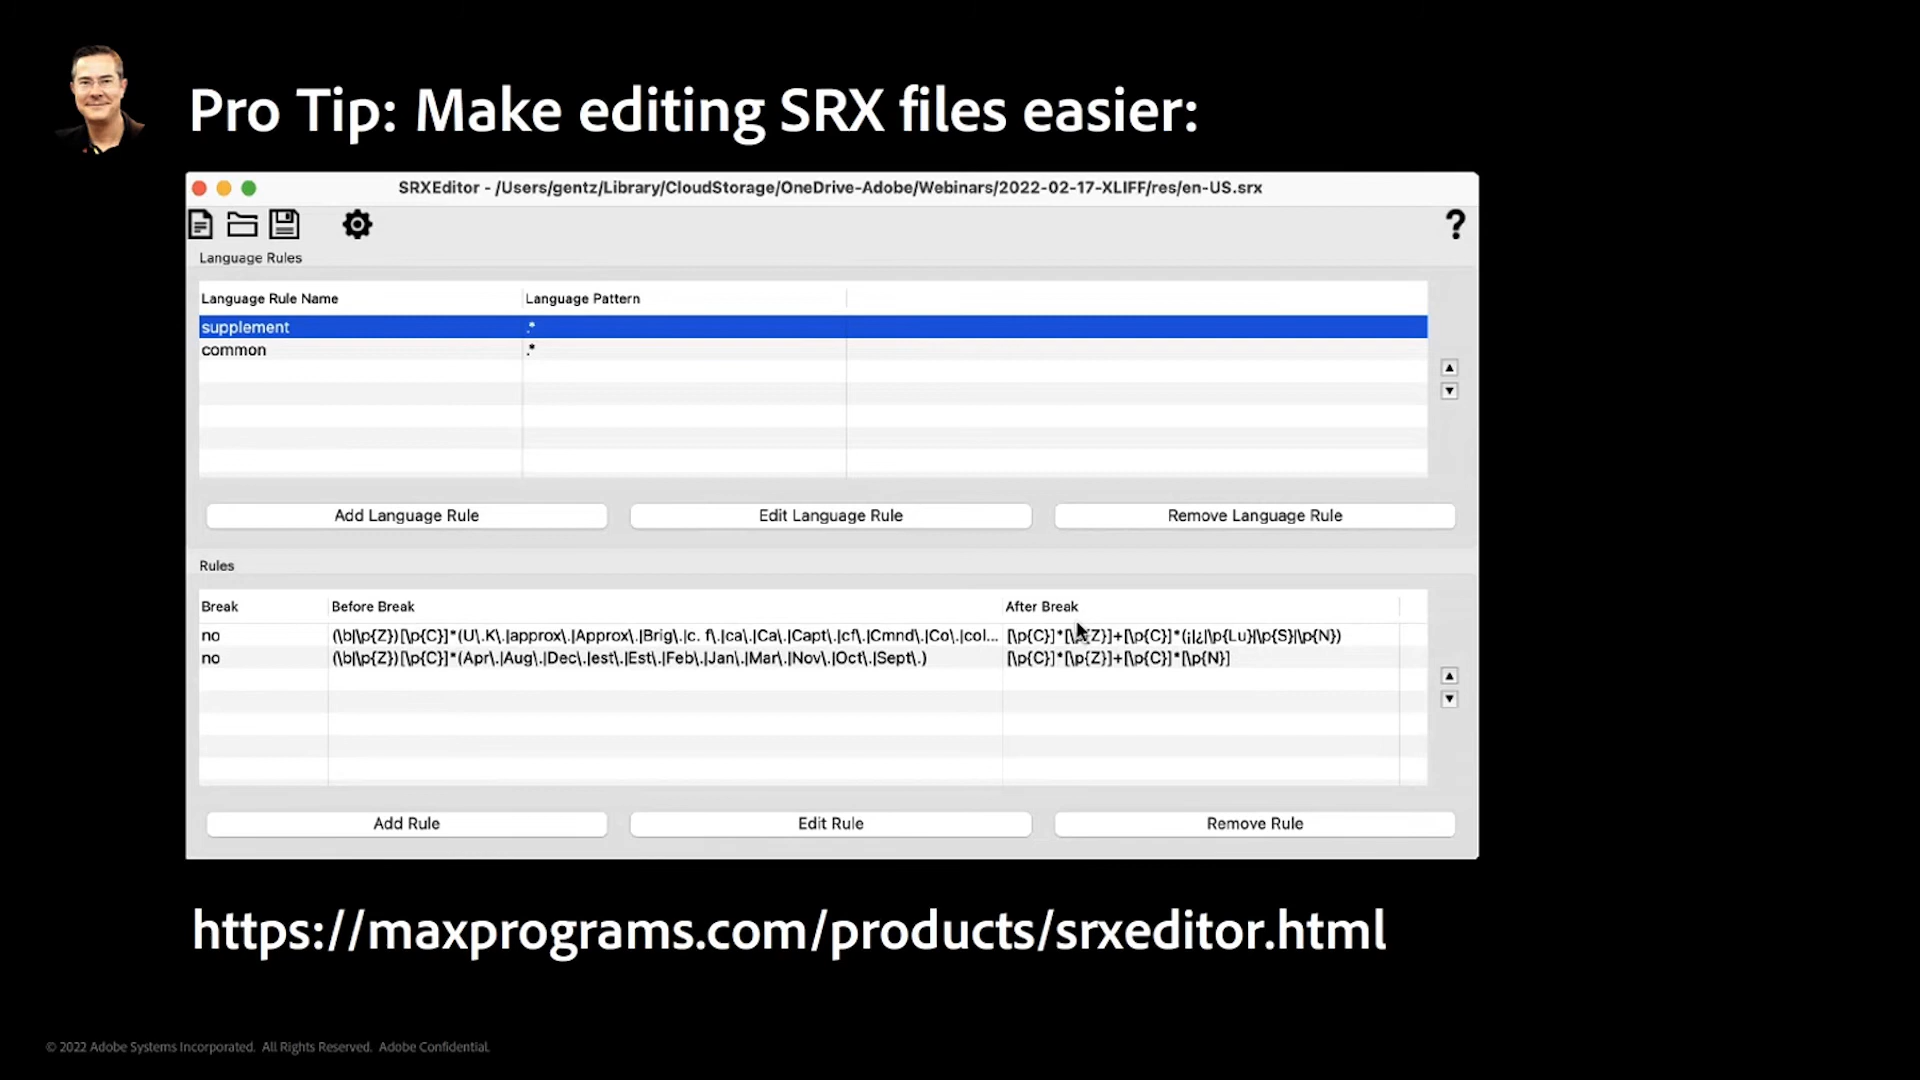 Pro Tip: Make editing SRX files easier:
SRXEditor - /Users/gentz/Library/CloudStorage/OneDrive-Adobe/Webinars/2022-02-17-XLIFF/res/en-US.srx
?
Language Rules
Language Rule Name Language Pattern
supplement .*
common .*
Add Language Rule Edit Language Rule Remove Language Rule
Rules
Break Before Break After Break
no (\b|\p{Z})[\p{C}]*(U\.K\.|approx\.|Approx\.|Brig\.|c. f\.|ca\.|Ca\.|Capt\.|cf\.|Cmnd\.|Co\.|col... [\p{C}]*[\p{Z}]+[\p{C}]*(¡|¿|\p{Lu}|\p{S}|\p{N})
no (\b|\p{Z})[\p{C}]*(Apr\.|Aug\.|Dec\.|est\.|Est\.|Feb\.|Jan\.|Mar\.|Nov\.|Oct\.|Sept\.) [\p{C}]*[\p{Z}]+[\p{C}]*[\p{N}]
Add Rule Edit Rule Remove Rule
https://maxprograms.com/products/srxeditor.html
© 2022 Adobe Systems Incorporated. All Rights Reserved. Adobe Confidential.